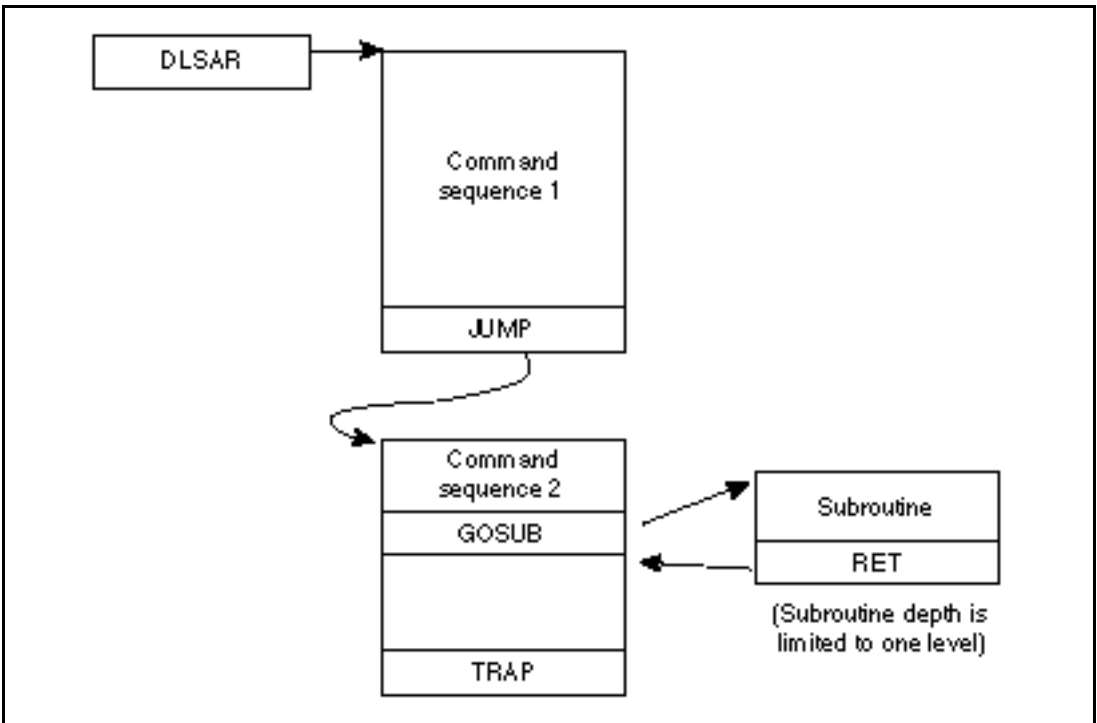 DLSAR
Command
sequence 1
JUMP
Command
sequence 2
GOSUB
Subroutine
RET
(Subroutine depth is
limited to one level)
TRAP